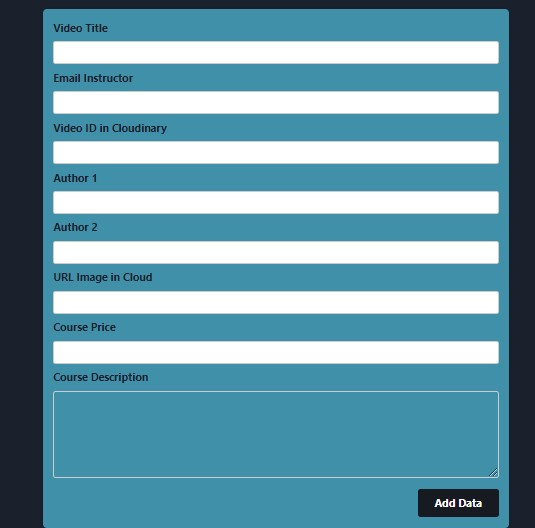 Video Title
Email Instructor
Video ID in Cloudinary
Author 1
Author 2
URL Image in Cloud
Course Price
Course Description
Add Data